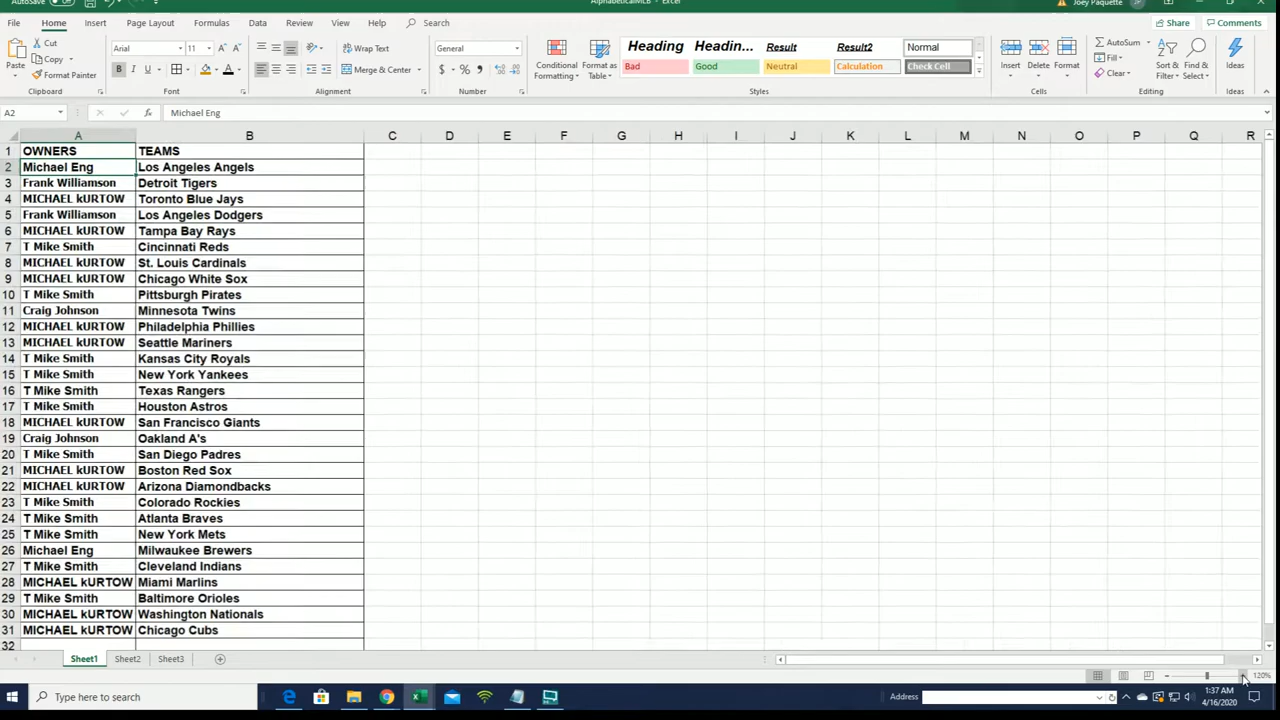 AutoSave Off AlphabeticalMLB - Excel Joey Paquette JP
File Home Insert Page Layout Formulas Data Review View Help Search Share Comments
Paste Cut Copy Format Painter Clipboard
Arial 11 A A B I U A Font
Wrap Text Merge & Center Alignment
General $ % , Number
Conditional Formatting Format as Table
Heading Headin... Result Result2 Normal
Bad Good Neutral Calculation Check Cell
Styles
Insert Delete Format Cells
AutoSum Fill Clear Sort & Filter Find & Select Editing
Ideas Ideas
A2 fx Michael Eng
A B C D E F G H I J K L M N O P Q R
1 OWNERS TEAMS
2 Michael Eng Los Angeles Angels
3 Frank Williamson Detroit Tigers
4 MICHAEL kURTOW Toronto Blue Jays
5 Frank Williamson Los Angeles Dodgers
6 MICHAEL kURTOW Tampa Bay Rays
7 T Mike Smith Cincinnati Reds
8 MICHAEL kURTOW St. Louis Cardinals
9 MICHAEL kURTOW Chicago White Sox
10 T Mike Smith Pittsburgh Pirates
11 Craig Johnson Minnesota Twins
12 MICHAEL kURTOW Philadelphia Phillies
13 MICHAEL kURTOW Seattle Mariners
14 T Mike Smith Kansas City Royals
15 T Mike Smith New York Yankees
16 T Mike Smith Texas Rangers
17 T Mike Smith Houston Astros
18 MICHAEL kURTOW San Francisco Giants
19 Craig Johnson Oakland A's
20 T Mike Smith San Diego Padres
21 MICHAEL kURTOW Boston Red Sox
22 MICHAEL kURTOW Arizona Diamondbacks
23 T Mike Smith Colorado Rockies
24 T Mike Smith Atlanta Braves
25 T Mike Smith New York Mets
26 Michael Eng Milwaukee Brewers
27 T Mike Smith Cleveland Indians
28 MICHAEL kURTOW Miami Marlins
29 T Mike Smith Baltimore Orioles
30 MICHAEL kURTOW Washington Nationals
31 MICHAEL kURTOW Chicago Cubs
32
Sheet1 Sheet2 Sheet3
120%
Type here to search Address 1:37 AM
4/16/2020